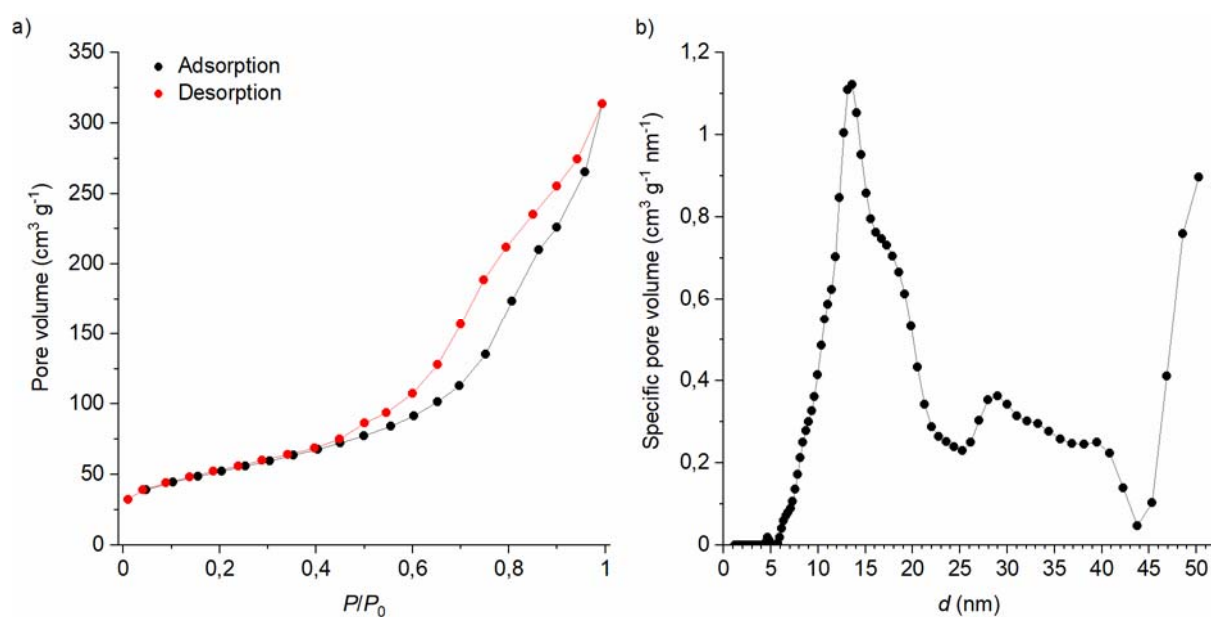 a)
Pore volume (cm³ g⁻¹)
350
300
250
200
150
100
50
0
Adsorption
Desorption
0 0,2 0,4 0,6 0,8 1
P/P₀
b)
Specific pore volume (cm³ g⁻¹ nm⁻¹)
1,2
1
0,8
0,6
0,4
0,2
0
0 5 10 15 20 25 30 35 40 45 50
d (nm)